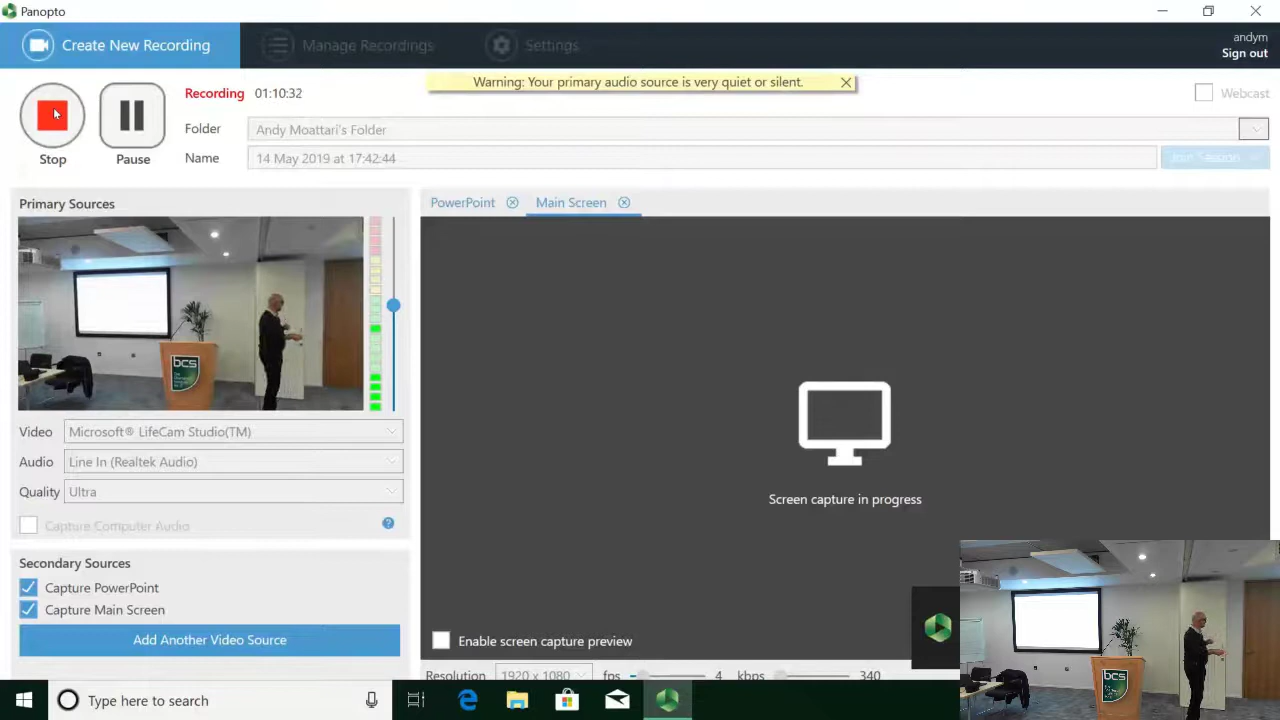 Panopto
Create New Recording
Manage Recordings
Settings
andym
Sign out
Warning: Your primary audio source is very quiet or silent.
Recording 01:10:32
Webcast
Folder Andy Moattari's Folder
Stop Pause Name 14 May 2019 at 17:42:44 Join Session
Primary Sources
PowerPoint Main Screen
bcs
Video Microsoft® LifeCam Studio(TM)
Audio Line In (Realtek Audio)
Quality Ultra
Capture Computer Audio
Screen capture in progress
Secondary Sources
Capture PowerPoint
Capture Main Screen
Add Another Video Source
Enable screen capture preview
Resolution 1920 x 1080 fps 4 kbps 340
bcs
Type here to search